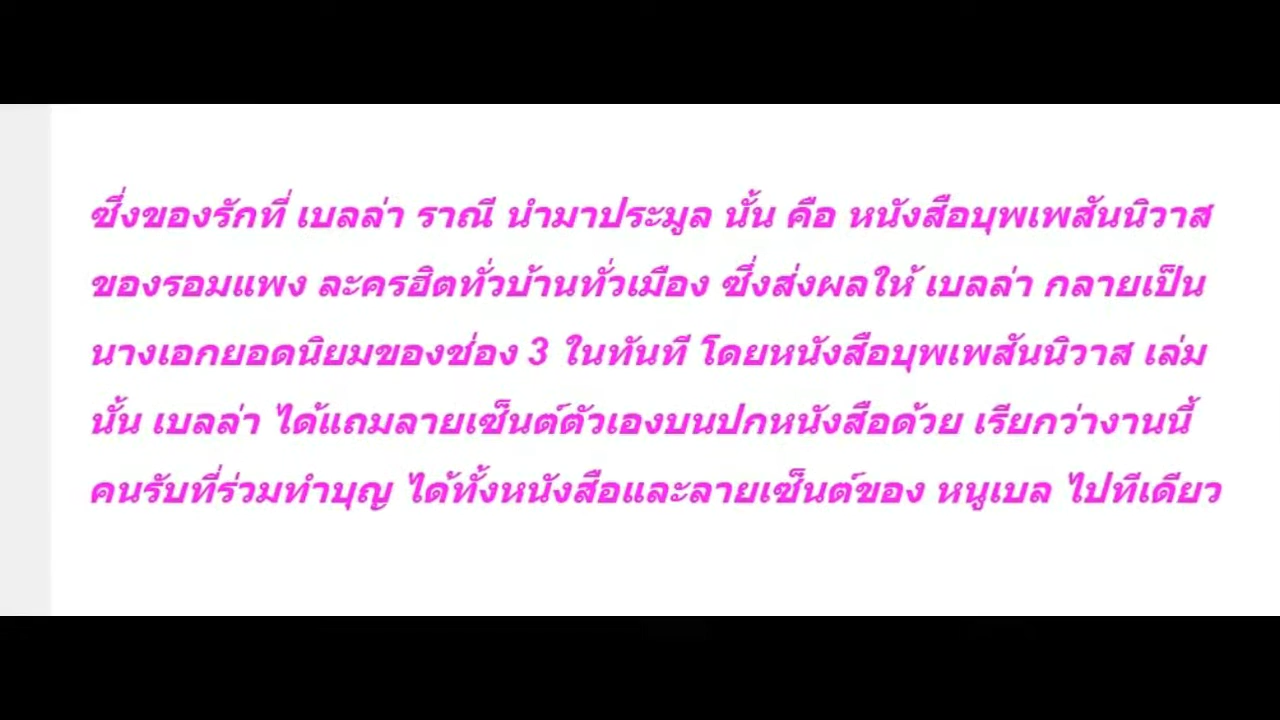 ซึ่งของรักที่ เบลล่า ราณี นำมาประมูล นั้น คือ หนังสือบุพเพสันนิวาส
ของรอมแพง ละครฮิตทั่วบ้านทั่วเมือง ซึ่งส่งผลให้ เบลล่า กลายเป็น
นางเอกยอดนิยมของช่อง 3 ในทันที โดยหนังสือบุพเพสันนิวาส เล่ม
นั้น เบลล่า ได้แถมลายเซ็นต์ตัวเองบนปกหนังสือด้วย เรียกว่างานนี้
คนรับที่ร่วมทำบุญ ได้ทั้งหนังสือและลายเซ็นต์ของ หนูเบล ไปทีเดียว